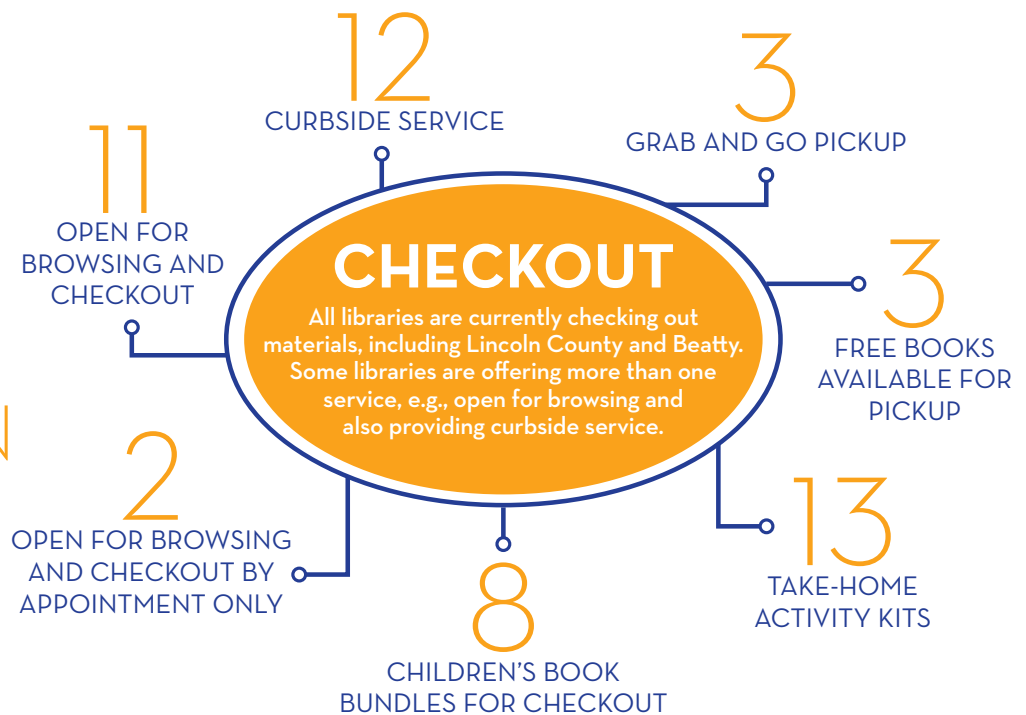 12
CURBSIDE SERVICE
3
GRAB AND GO PICKUP
11
OPEN FOR
BROWSING AND
CHECKOUT
CHECKOUT
All libraries are currently checking out
materials, including Lincoln County and Beatty.
Some libraries are offering more than one
service, e.g., open for browsing and
also providing curbside service.
3
FREE BOOKS
AVAILABLE FOR
PICKUP
2
OPEN FOR BROWSING
AND CHECKOUT BY
APPOINTMENT ONLY
8
CHILDREN'S BOOK
BUNDLES FOR CHECKOUT
13
TAKE-HOME
ACTIVITY KITS